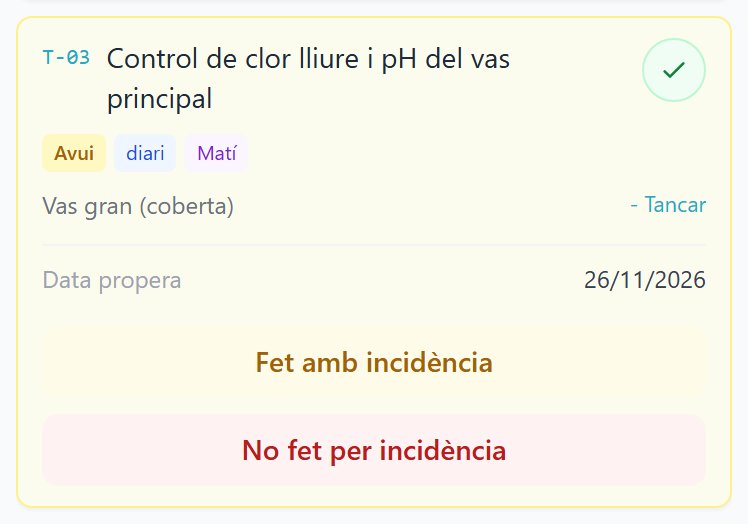 T-03 Control de clor lliure i pH del vas
principal
Avui diari Matí
Vas gran (coberta) - Tancar
Data propera 26/11/2026
Fet amb incidència
No fet per incidència